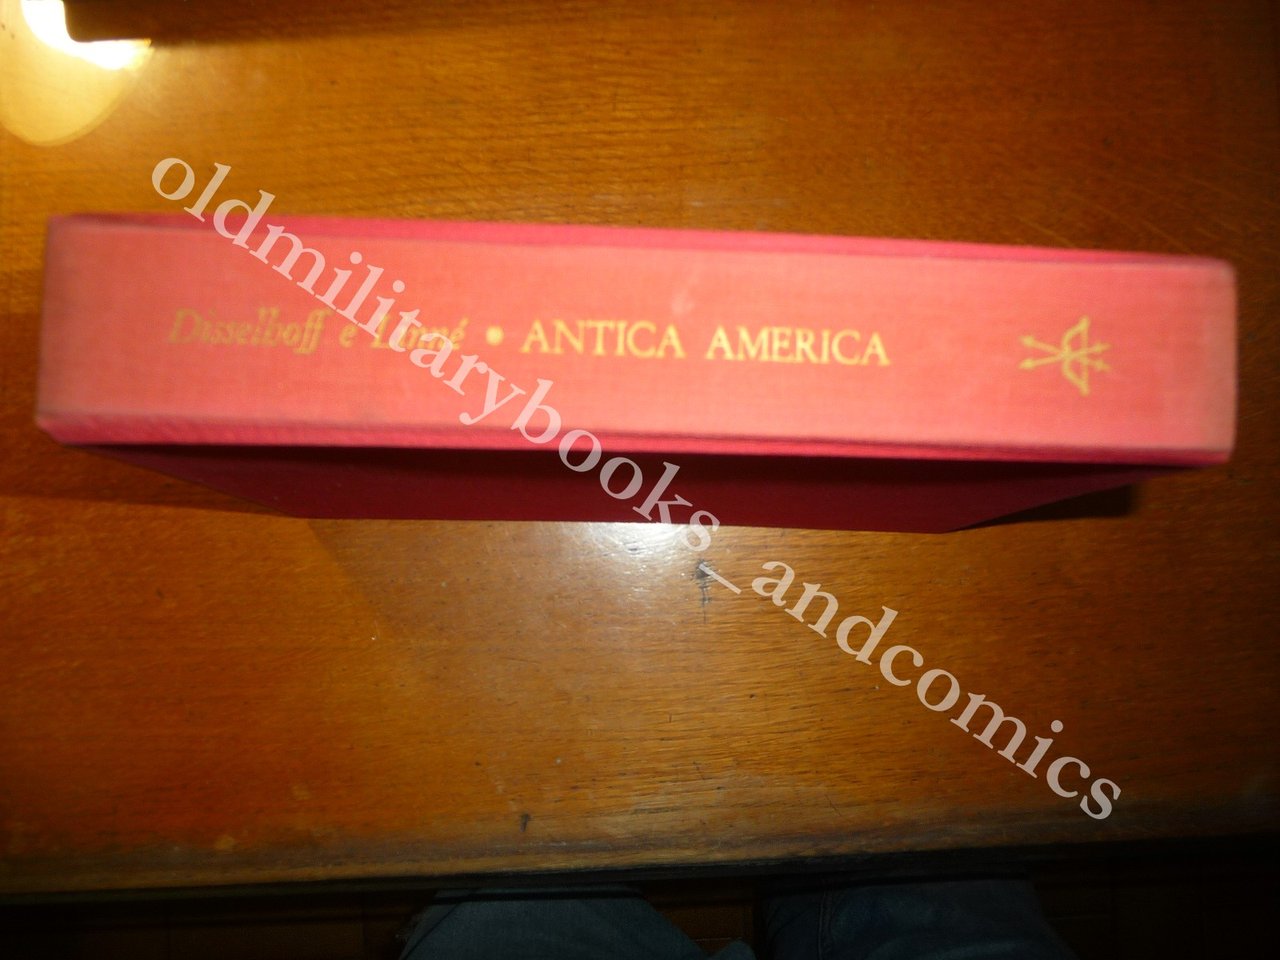 Disselhoff e Linné • ANTICA AMERICA
oldmilitarybooks_andcomics